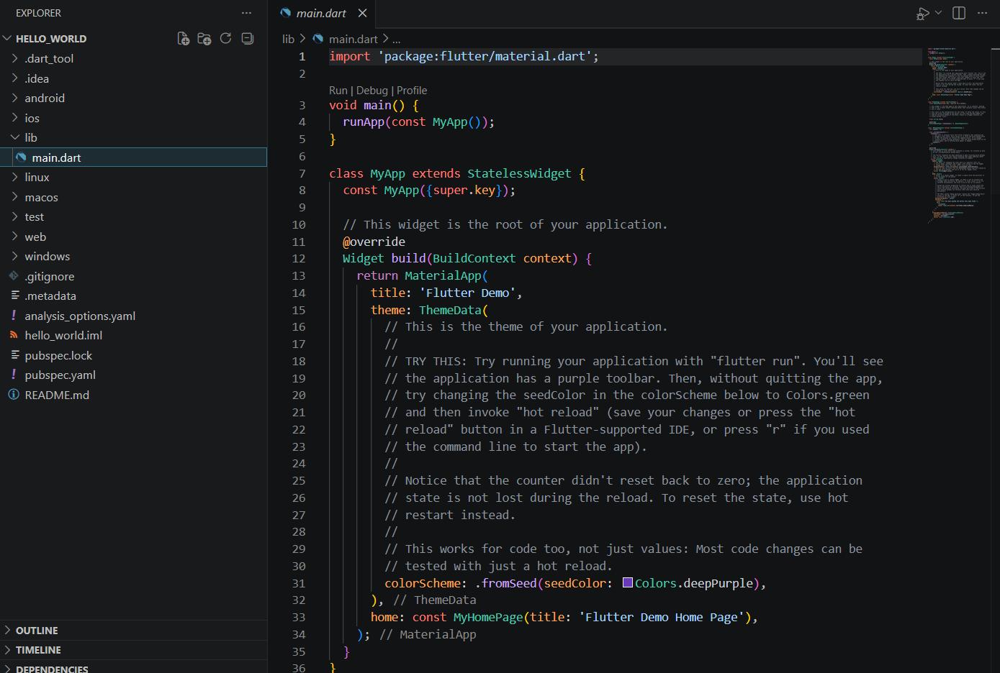 EXPLORER
HELLO_WORLD
.dart_tool
.idea
android
ios
lib
main.dart
linux
macos
test
web
windows
.gitignore
.metadata
analysis_options.yaml
hello_world.iml
pubspec.lock
pubspec.yaml
README.md
OUTLINE
TIMELINE
DEPENDENCIES
main.dart
lib > main.dart > ...
1 import 'package:flutter/material.dart';
2
Run | Debug | Profile
3 void main() {
4   runApp(const MyApp());
5 }
6
7 class MyApp extends StatelessWidget {
8   const MyApp({super.key});
9
10   // This widget is the root of your application.
11   @override
12   Widget build(BuildContext context) {
13     return MaterialApp(
14       title: 'Flutter Demo',
15       theme: ThemeData(
16         // This is the theme of your application.
17         //
18         // TRY THIS: Try running your application with "flutter run". You'll see
19         // the application has a purple toolbar. Then, without quitting the app,
20         // try changing the seedColor in the colorScheme below to Colors.green
21         // and then invoke "hot reload" (save your changes or press the "hot
22         // reload" button in a Flutter-supported IDE, or press "r" if you used
23         // the command line to start the app).
24         //
25         // Notice that the counter didn't reset back to zero; the application
26         // state is not lost during the reload. To reset the state, use hot
27         // restart instead.
28         //
29         // This works for code too, not just values: Most code changes can be
30         // tested with just a hot reload.
31         colorScheme: .fromSeed(seedColor: Colors.deepPurple),
32       ), // ThemeData
33       home: const MyHomePage(title: 'Flutter Demo Home Page'),
34     ); // MaterialApp
35   }
36 }